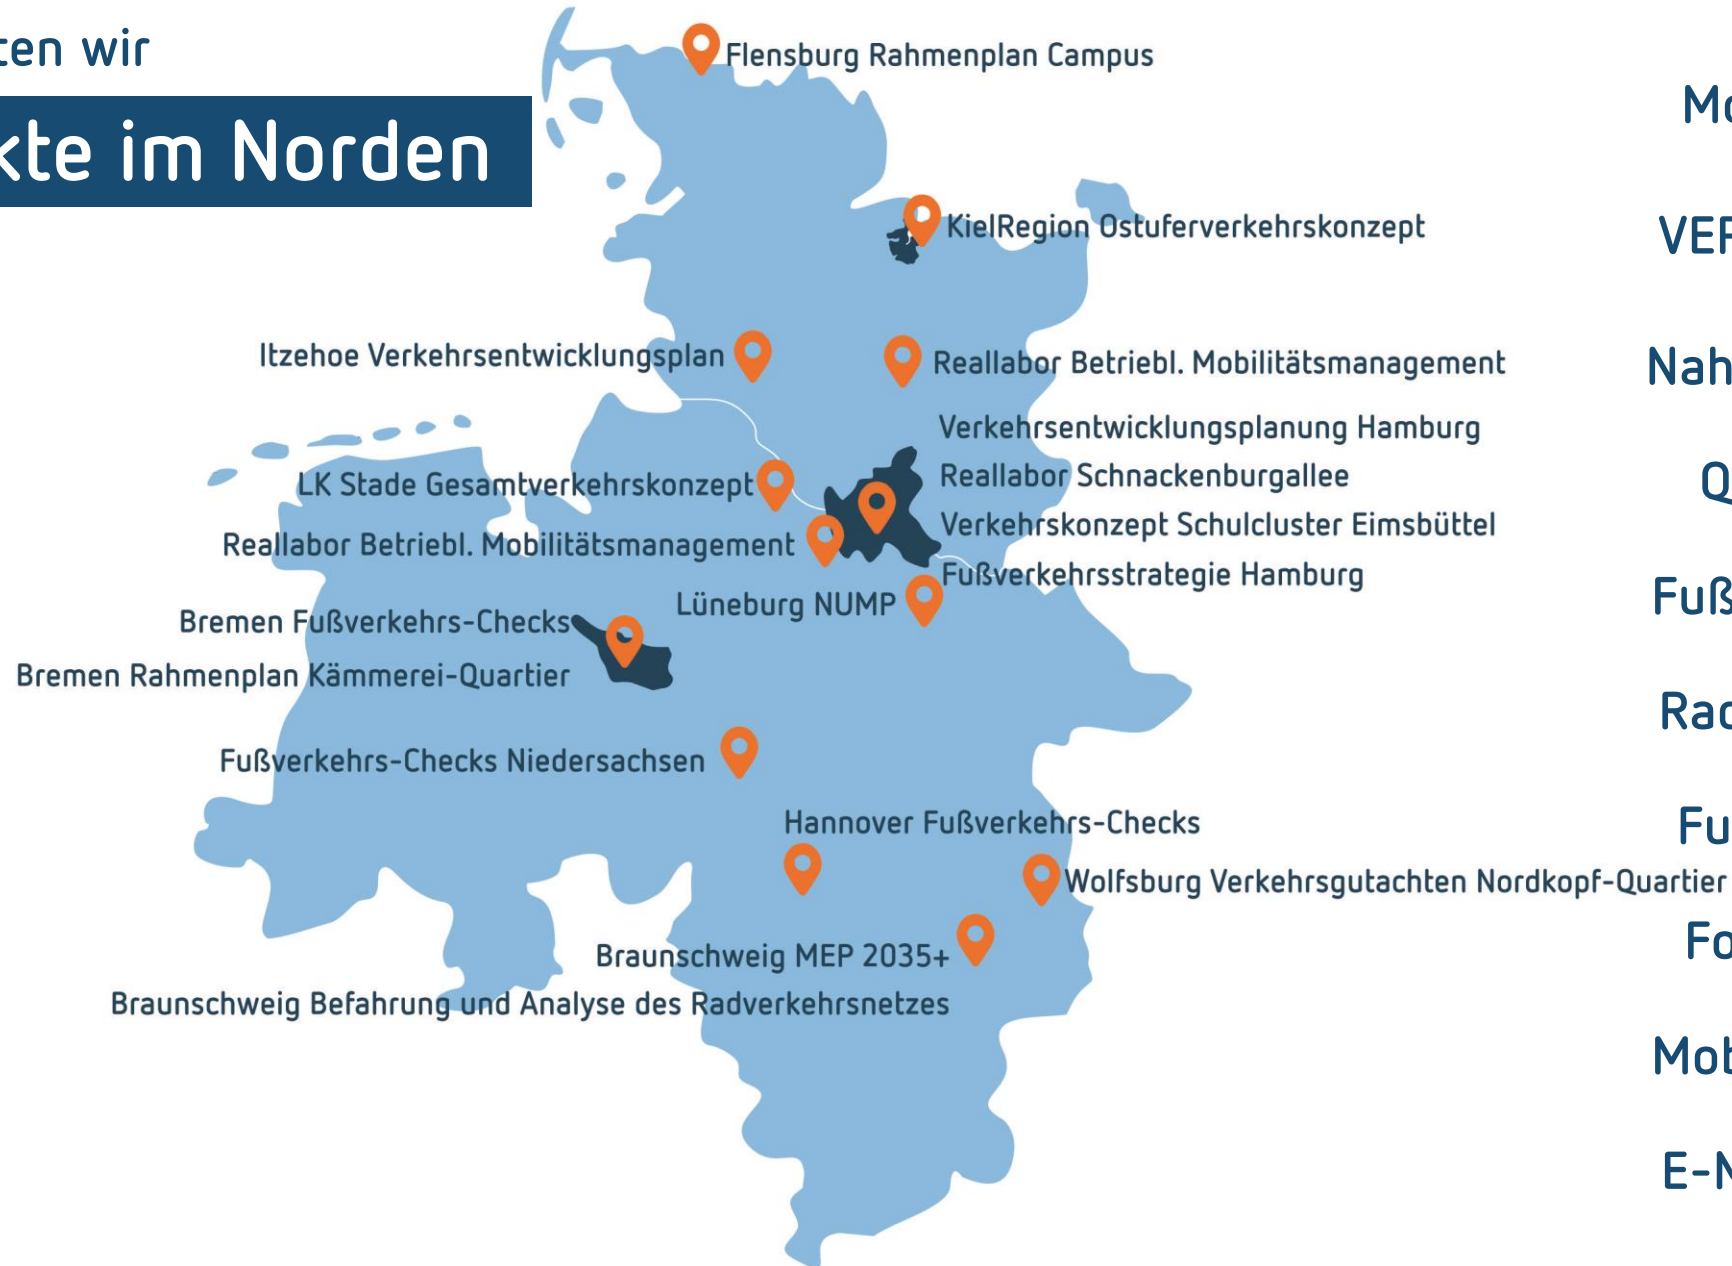 ten wir
kte im Norden
Flensburg Rahmenplan Campus
KielRegion Ostuferverkehrskonzept
Itzehoe Verkehrsentwicklungsplan
Reallabor Betriebl. Mobilitätsmanagement
Verkehrsentwicklungsplanung Hamburg
Reallabor Schnackenburgallee
Verkehrskonzept Schulcluster Eimsbüttel
Fußverkehrsstrategie Hamburg
LK Stade Gesamtverkehrskonzept
Reallabor Betriebl. Mobilitätsmanagement
Lüneburg NUMP
Bremen Fußverkehrs-Checks
Bremen Rahmenplan Kämmerei-Quartier
Fußverkehrs-Checks Niedersachsen
Hannover Fußverkehrs-Checks
Wolfsburg Verkehrsgutachten Nordkopf-Quartier
Braunschweig MEP 2035+
Braunschweig Befahrung und Analyse des Radverkehrsnetzes
Mo
VEP
Nah
Q
Fuß
Rad
Fu
Fo
Mob
E-M